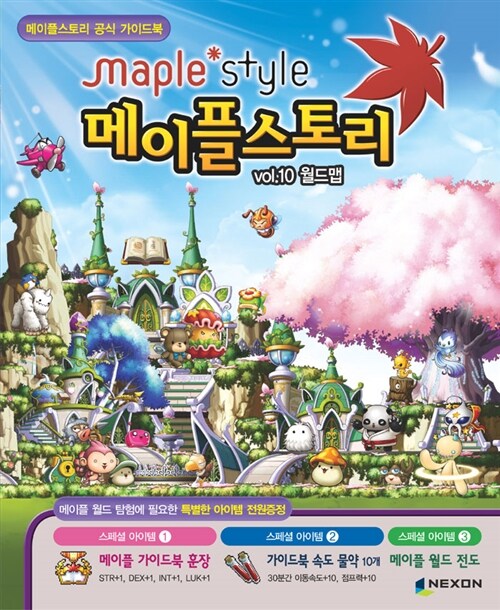 메이플스토리 공식 가이드북
maple*style
메이플스토리
vol.10 월드맵
메이플 월드 탐험에 필요한 특별한 아이템 전원증정
스페셜 아이템 1
메이플 가이드북 훈장
STR+1, DEX+1, INT+1, LUK+1
스페셜 아이템 2
가이드북 속도 물약 10개
30분간 이동속도+10, 점프력+10
스페셜 아이템 3
메이플 월드 전도
NEXON